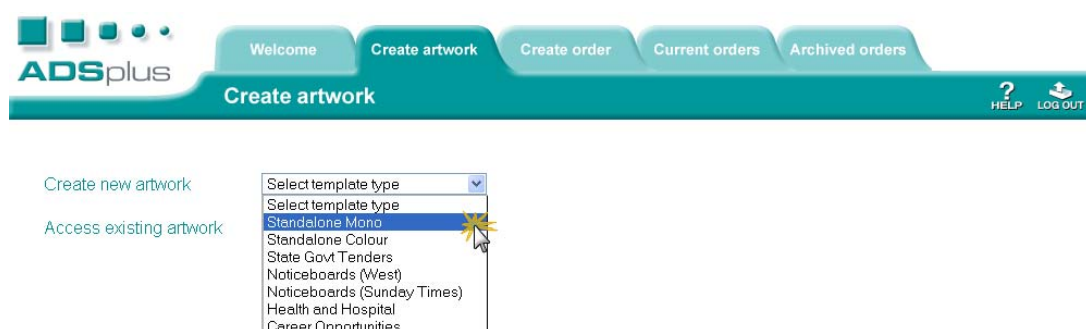 ADSplus
Welcome
Create artwork
Create order
Current orders
Archived orders
Create artwork
HELP
LOG OUT
Create new artwork
Select template type
Select template type
Access existing artwork
Standalone Mono
Standalone Colour
State Govt Tenders
Noticeboards (West)
Noticeboards (Sunday Times)
Health and Hospital
Career Opportunities